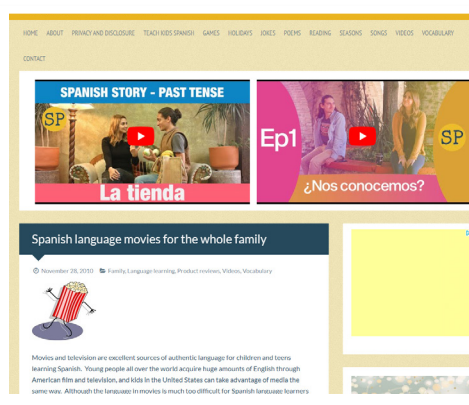 HOME ABOUT PRIVACY AND DISCLOSURE TEACH KIDS SPANISH GAMES HOLIDAYS JOKES POEMS READING SEASONS SONGS VIDEOS VOCABULARY
CONTACT
SPANISH STORY - PAST TENSE
SP
La tienda
Ep1
SP
¿Nos conocemos?
Spanish language movies for the whole family
November 28, 2010 Family, Language learning, Product reviews, Videos, Vocabulary
Movies and television are excellent sources of authentic language for children and teens
learning Spanish. Young people all over the world acquire huge amounts of English through
American film and television, and kids in the United States can take advantage of media the
same way. Although the language in movies is much too difficult for Spanish language learners